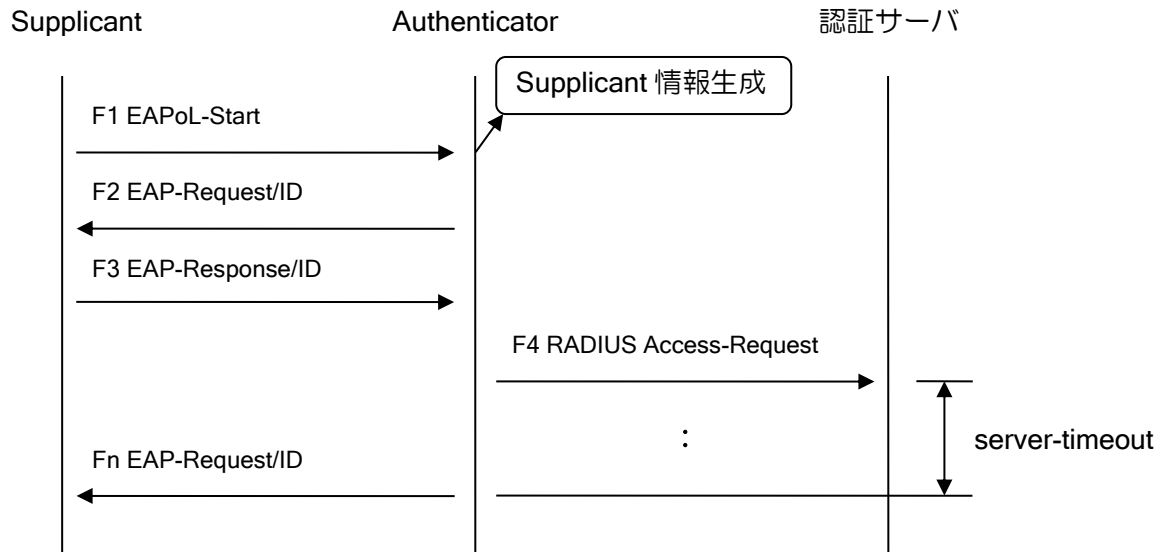 Supplicant
Authenticator
認証サーバ
Supplicant 情報生成
F1 EAPoL-Start
F2 EAP-Request/ID
F3 EAP-Response/ID
F4 RADIUS Access-Request
:
server-timeout
Fn EAP-Request/ID